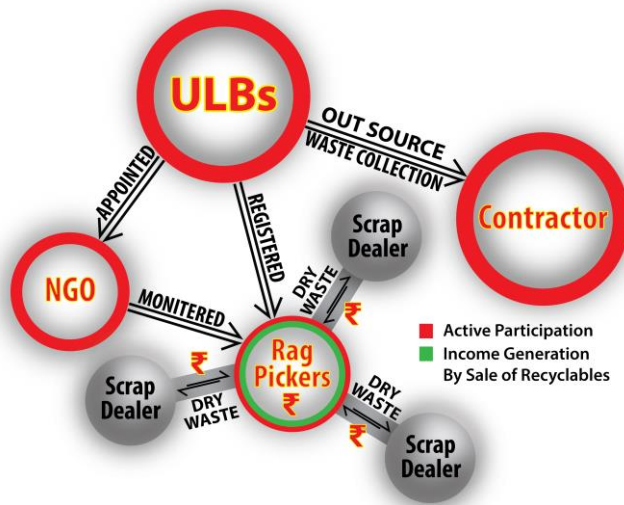 ULBs
OUT SOURCE
WASTE COLLECTION
Contractor
APPOINTED
REGISTERED
Scrap
Dealer
NGO
MONITERED
DRY
WASTE
₹
Active Participation
Income Generation
By Sale of Recyclables
Rag
Pickers
₹
₹
Scrap
Dealer
DRY
WASTE
DRY
WASTE
₹
Scrap
Dealer